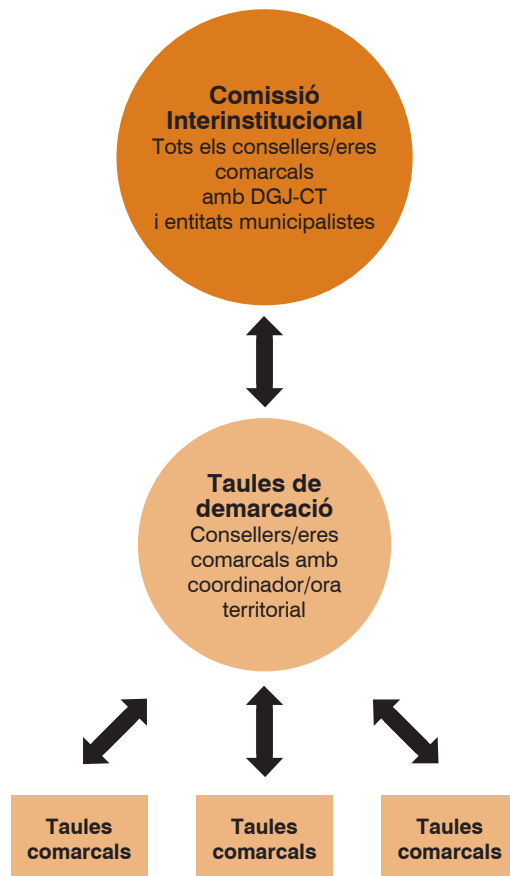 Comissió
Interinstitucional
Tots els consellers/eres
comarcals
amb DGJ-CT
i entitats municipalistes
Taules de
demarcació
Consellers/eres
comarcals amb
coordinador/ora
territorial
Taules
comarcals
Taules
comarcals
Taules
comarcals